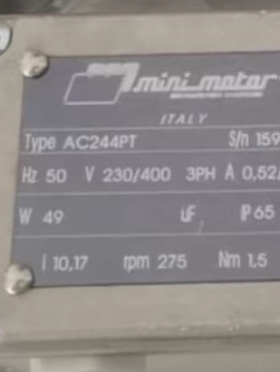 mini motor
ITALY
Type AC244PT S/n 159
Hz 50 V 230/400 3PH A 0,52/
W 49 uF IP65
i 10,17 rpm 275 Nm 1,5